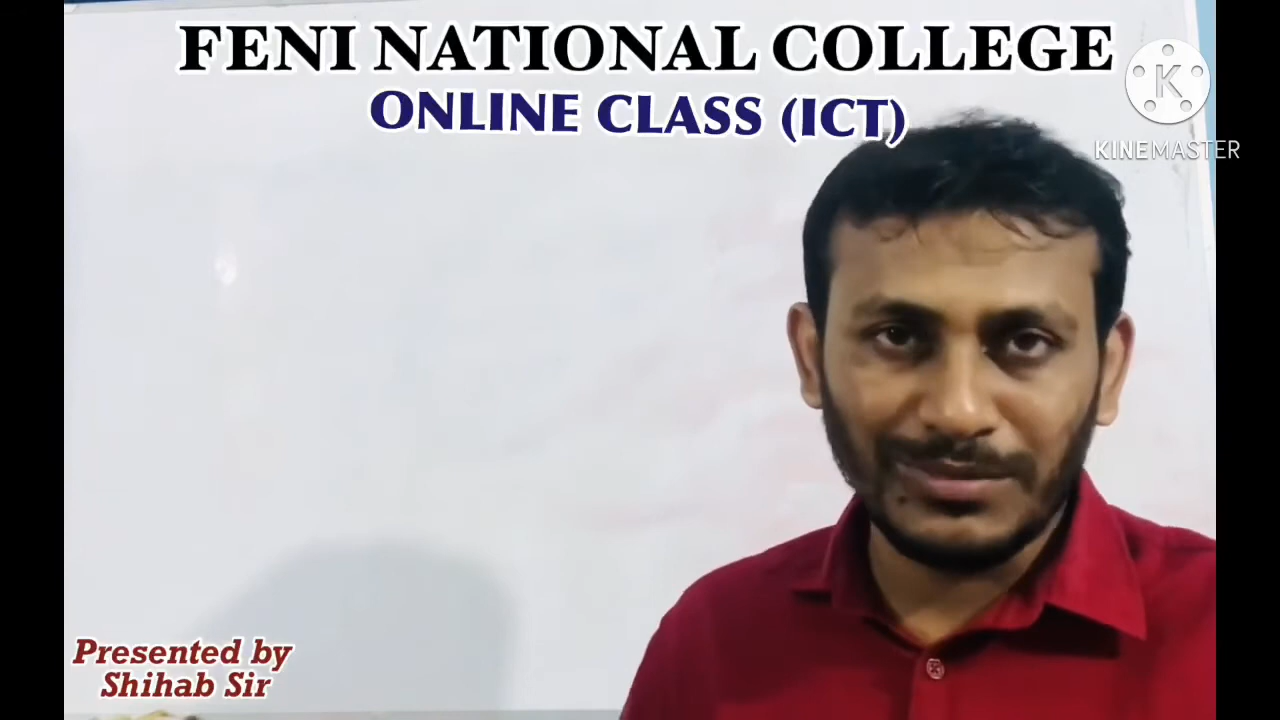 FENI NATIONAL COLLEGE
ONLINE CLASS (ICT)
K
KINEMASTER
Presented by
Shihab Sir